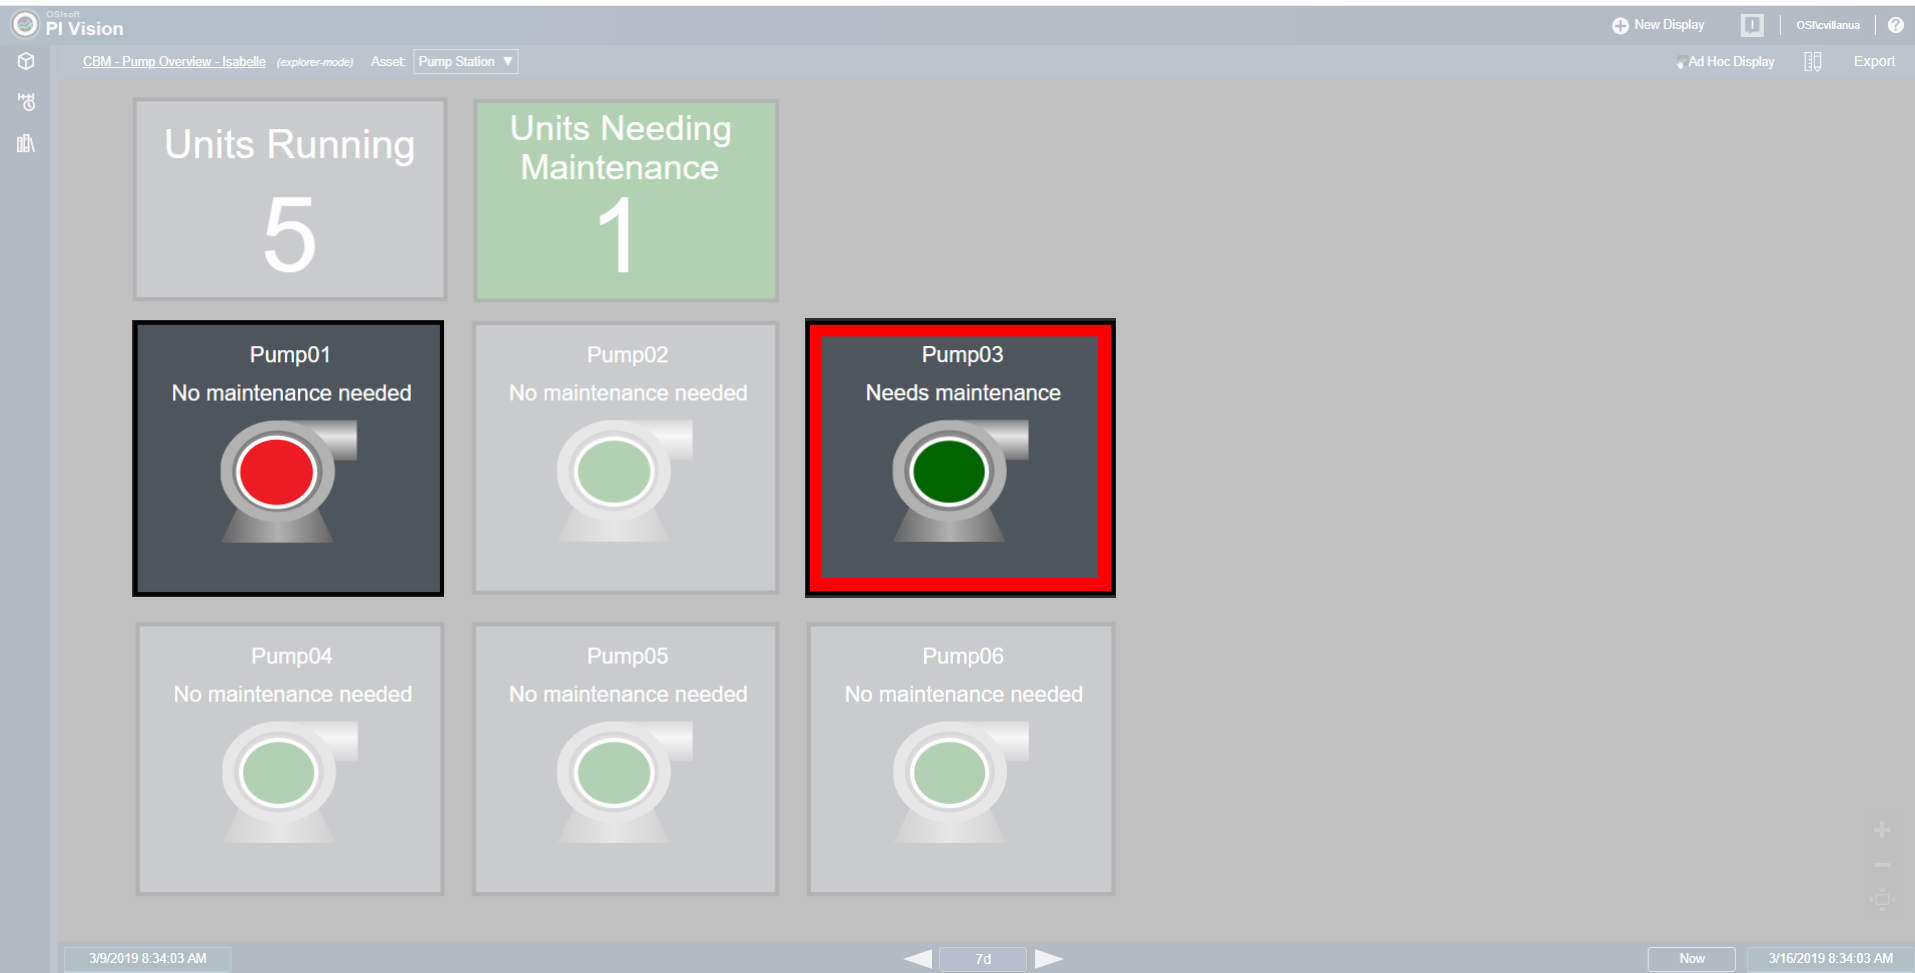 OSIsoft
PI Vision
New Display
OSI\cvillanua
CBM - Pump Overview - Isabelle (explorer-mode) Asset: Pump Station
Ad Hoc Display
Export
Units Running
5
Units Needing
Maintenance
1
Pump01
No maintenance needed
Pump02
No maintenance needed
Pump03
Needs maintenance
Pump04
No maintenance needed
Pump05
No maintenance needed
Pump06
No maintenance needed
3/9/2019 8:34:03 AM
7d
Now
3/16/2019 8:34:03 AM